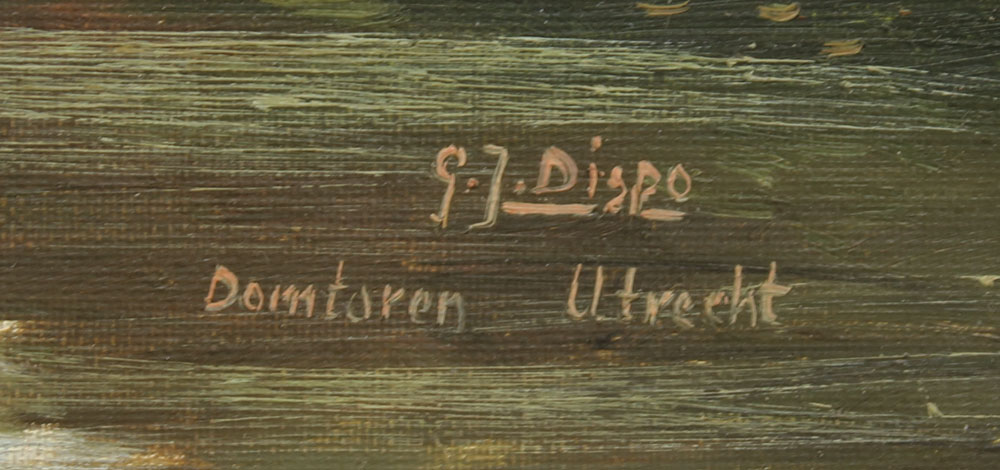 G.J. Dispo
Domtoren Utrecht